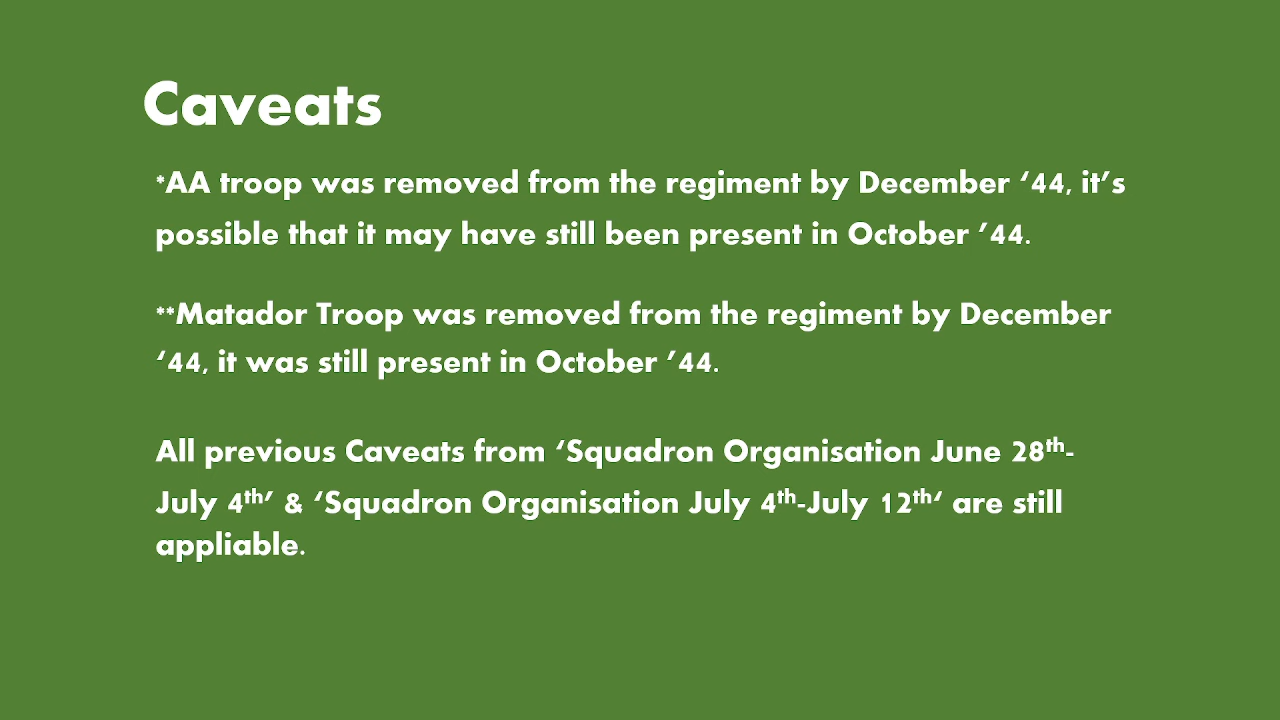 Caveats
*AA troop was removed from the regiment by December ‘44, it’s
possible that it may have still been present in October ’44.
**Matador Troop was removed from the regiment by December
‘44, it was still present in October ’44.
All previous Caveats from ‘Squadron Organisation June 28th-
July 4th’ & ‘Squadron Organisation July 4th-July 12th‘ are still
appliable.